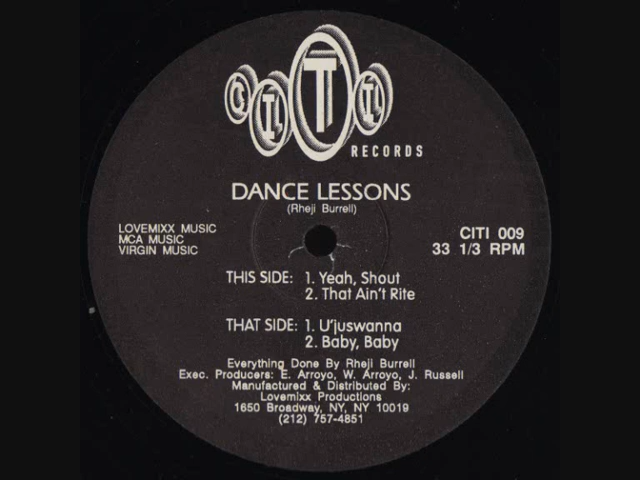 CITI
RECORDS
DANCE LESSONS
(Rheji Burrell)
LOVEMIXX MUSIC
MCA MUSIC
VIRGIN MUSIC
CITI 009
33 1/3 RPM
THIS SIDE: 1. Yeah, Shout
2. That Ain't Rite
THAT SIDE: 1. U'juswanna
2. Baby, Baby
Everything Done By Rheji Burrell
Exec. Producers: E. Arroyo, W. Arroyo, J. Russell
Manufactured & Distributed By:
Lovemixx Productions
1650 Broadway, NY, NY 10019
(212) 757-4851